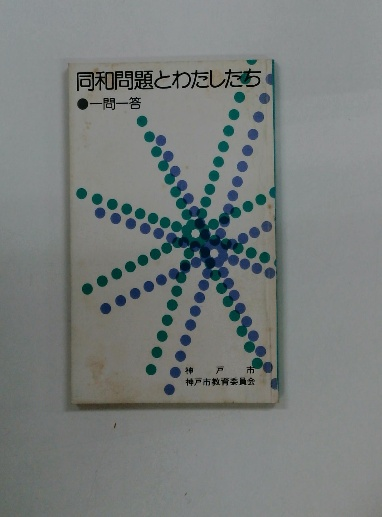 同和問題とわたしたち
●一問一答
神戸市
神戸市教育委員会